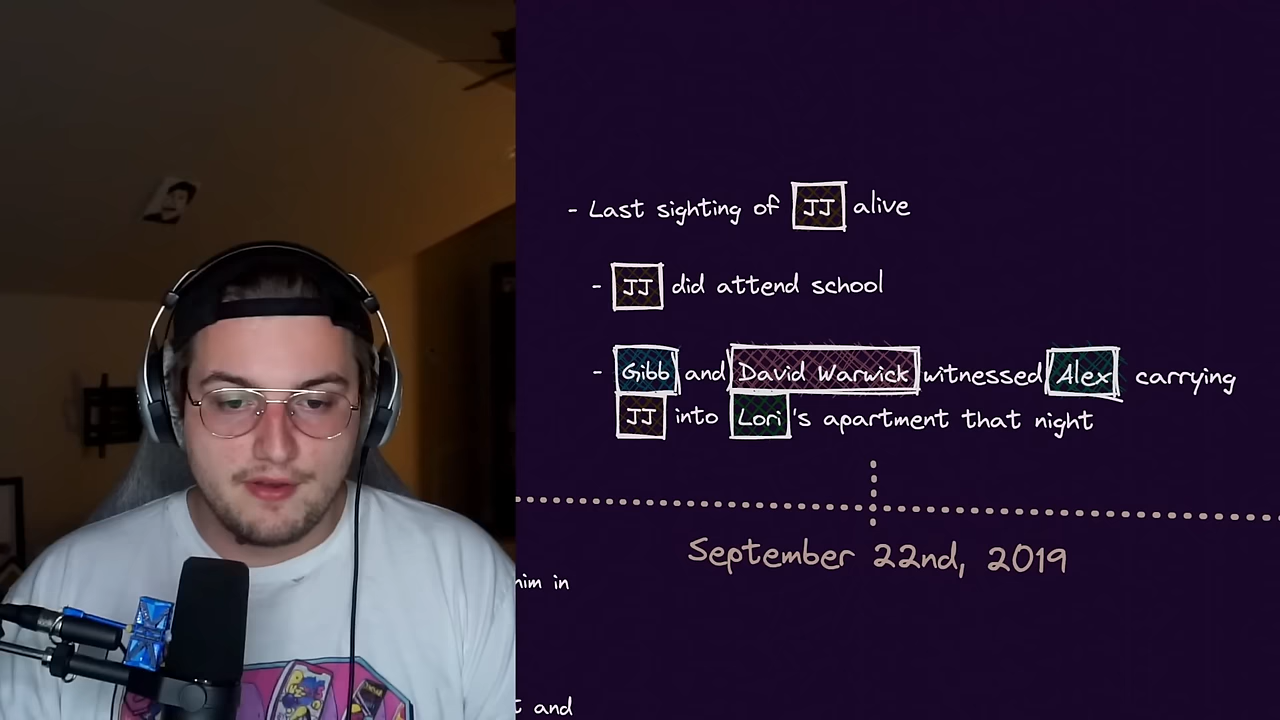 - Last sighting of JJ alive
- JJ did attend school
- Gibb and David Warwick witnessed Alex carrying
JJ into Lori's apartment that night
September 22nd, 2019
him in
and